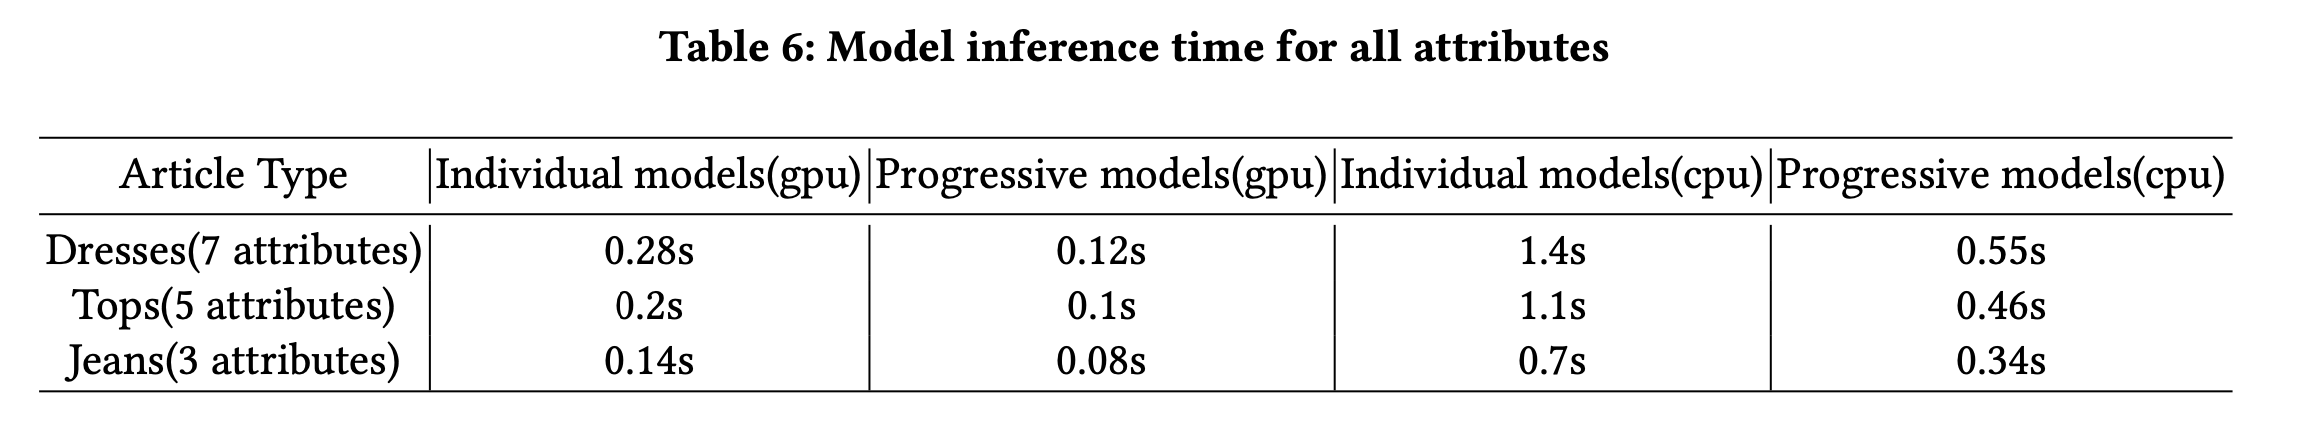 Table 6: Model inference time for all attributes
Article Type Individual models(gpu) Progressive models(gpu) Individual models(cpu) Progressive models(cpu)
Dresses(7 attributes) 0.28s 0.12s 1.4s 0.55s
Tops(5 attributes) 0.2s 0.1s 1.1s 0.46s
Jeans(3 attributes) 0.14s 0.08s 0.7s 0.34s